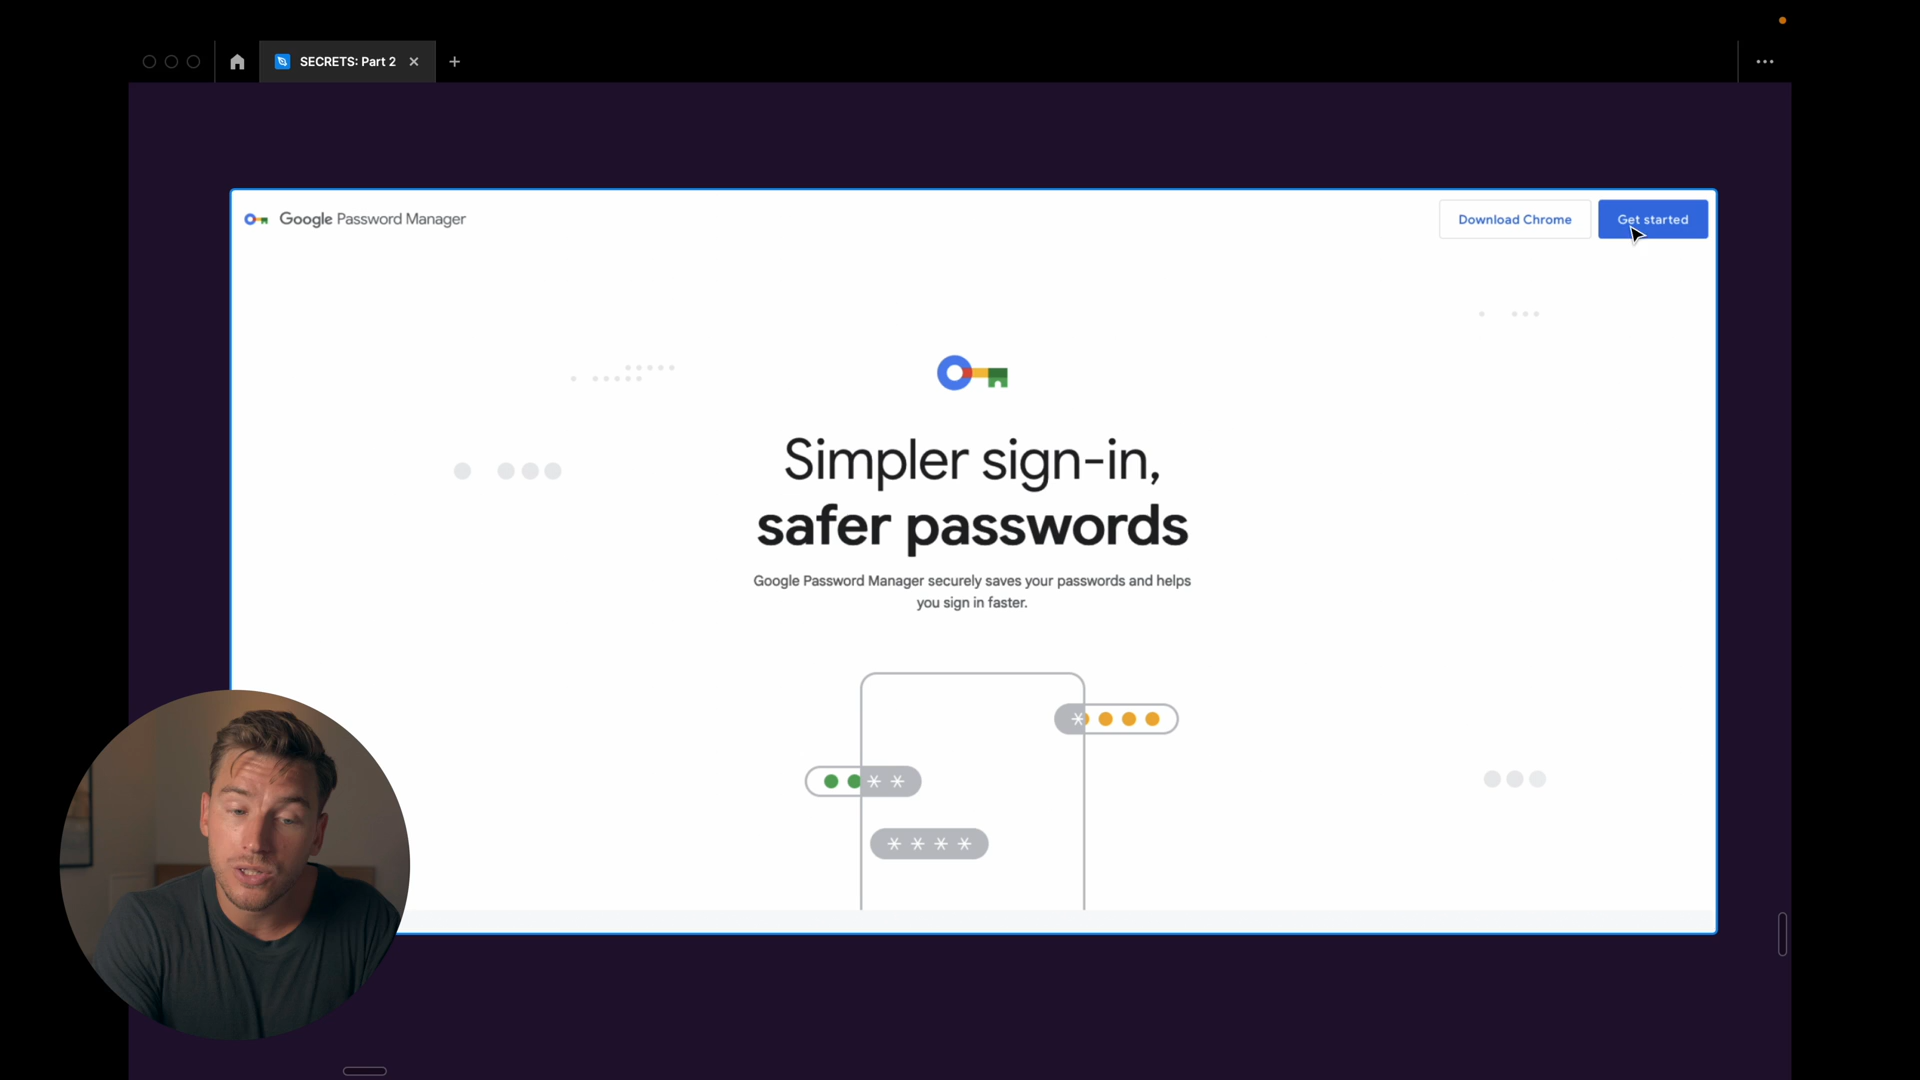 SECRETS: Part 2
Google Password Manager
Download Chrome
Get started
Simpler sign-in,
safer passwords
Google Password Manager securely saves your passwords and helps
you sign in faster.